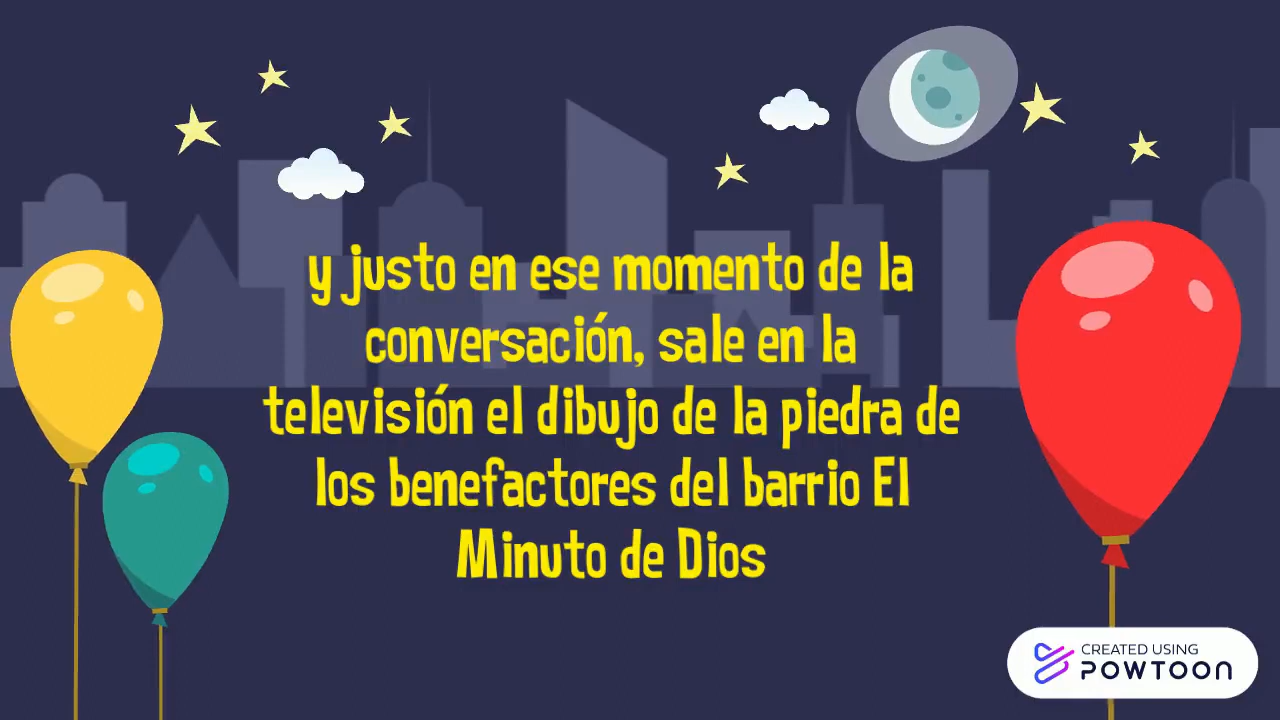 y justo en ese momento de la
conversación, sale en la
televisión el dibujo de la piedra de
los benefactores del barrio El
Minuto de Dios
CREATED USING
POWTOON